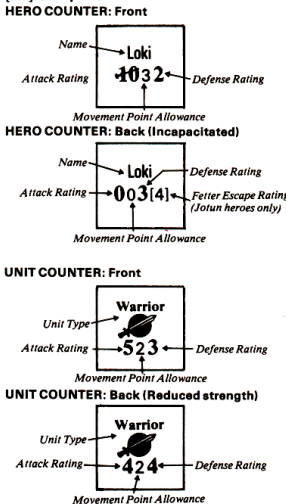 HERO COUNTER: Front
Name
Loki
Attack Rating
1032
Defense Rating
Movement Point Allowance
HERO COUNTER: Back (Incapacitated)
Name
Loki
Defense Rating
Attack Rating
003[4]
Fetter Escape Rating
(Jotun heroes only)
Movement Point Allowance
UNIT COUNTER: Front
Warrior
Unit Type
Attack Rating
523
Defense Rating
Movement Point Allowance
UNIT COUNTER: Back (Reduced strength)
Warrior
Unit Type
Attack Rating
424
Defense Rating
Movement Point Allowance